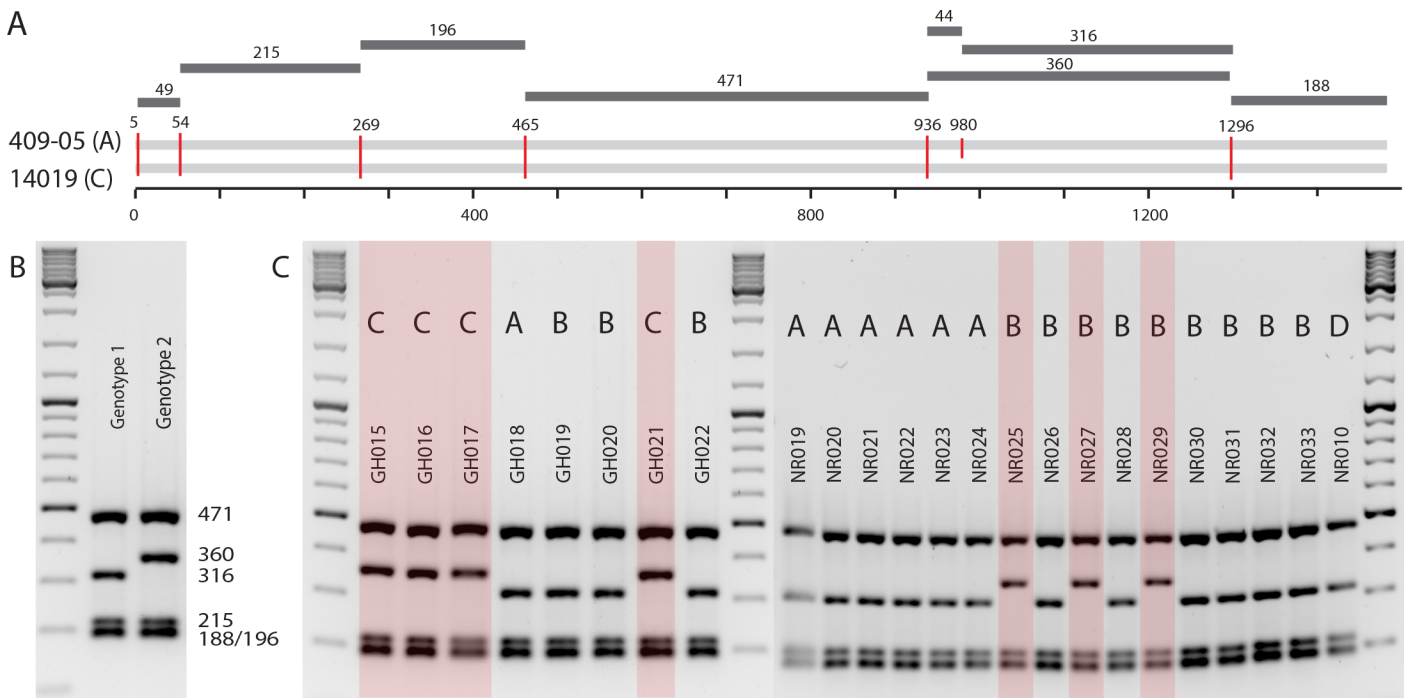 A
44
196
316
215
360
471
49
188
5 54 269 465 936 980 1296
409-05 (A)
14019 (C)
0 400 800 1200
B
C
C C C A B B C B A A A A A A B B B B B B B B B D
Genotype 1
Genotype 2
GH015 GH016 GH017 GH018 GH019 GH020 GH021 GH022 NR019 NR020 NR021 NR022 NR023 NR024 NR025 NR026 NR027 NR028 NR029 NR030 NR031 NR032 NR033 NR010
471
360
316
215
188/196